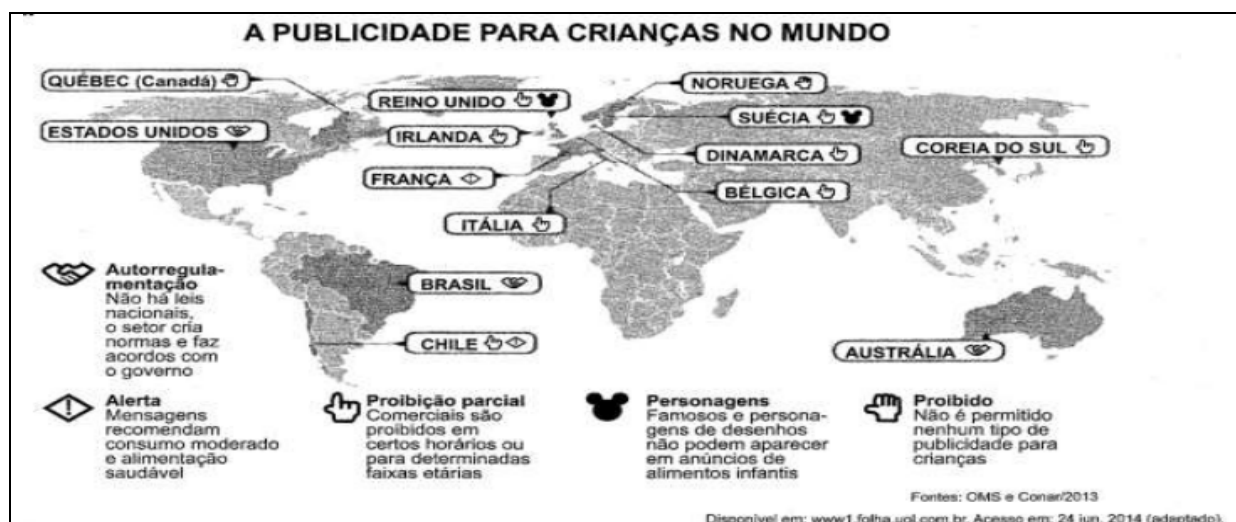 A PUBLICIDADE PARA CRIANÇAS NO MUNDO
QUÉBEC (Canadá)
NORUEGA
REINO UNIDO
SUÉCIA
ESTADOS UNIDOS
IRLANDA
DINAMARCA
COREIA DO SUL
FRANÇA
BÉLGICA
ITÁLIA
BRASIL
CHILE
AUSTRÁLIA
Autorregula-
mentação
Não há leis
nacionais,
o setor cria
normas e faz
acordos com
o governo
Alerta
Mensagens
recomendam
consumo moderado
e alimentação
saudável
Proibição parcial
Comerciais são
proibidos em
certos horários ou
para determinadas
faixas etárias
Personagens
Famosos e persona-
gens de desenhos
não podem aparecer
em anúncios de
alimentos infantis
Proibido
Não é permitido
nenhum tipo de
publicidade para
crianças
Fontes: OMS e Conar/2013
Disponível em: www1.folha.uol.com.br. Acesso em: 24 jun. 2014 (adaptado).